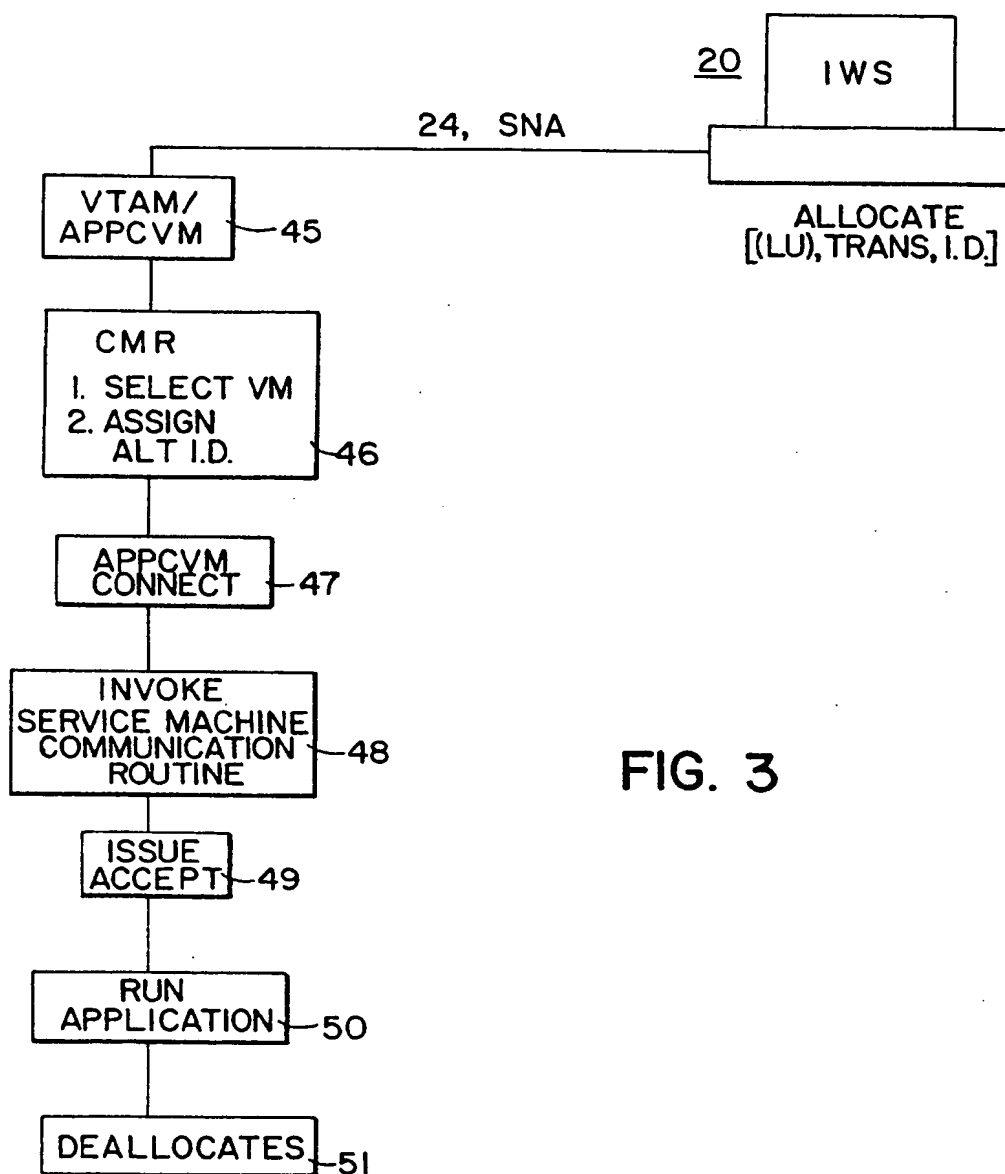 20
IWS
24, SNA
ALLOCATE
[(LU), TRANS, I.D.]
VTAM/
APPCVM
45
CMR
1. SELECT VM
2. ASSIGN
ALT I.D.
46
APPCVM
CONNECT
47
INVOKE
SERVICE MACHINE
COMMUNICATION
ROUTINE
48
FIG. 3
ISSUE
ACCEPT
49
RUN
APPLICATION
50
DEALLOCATES
51